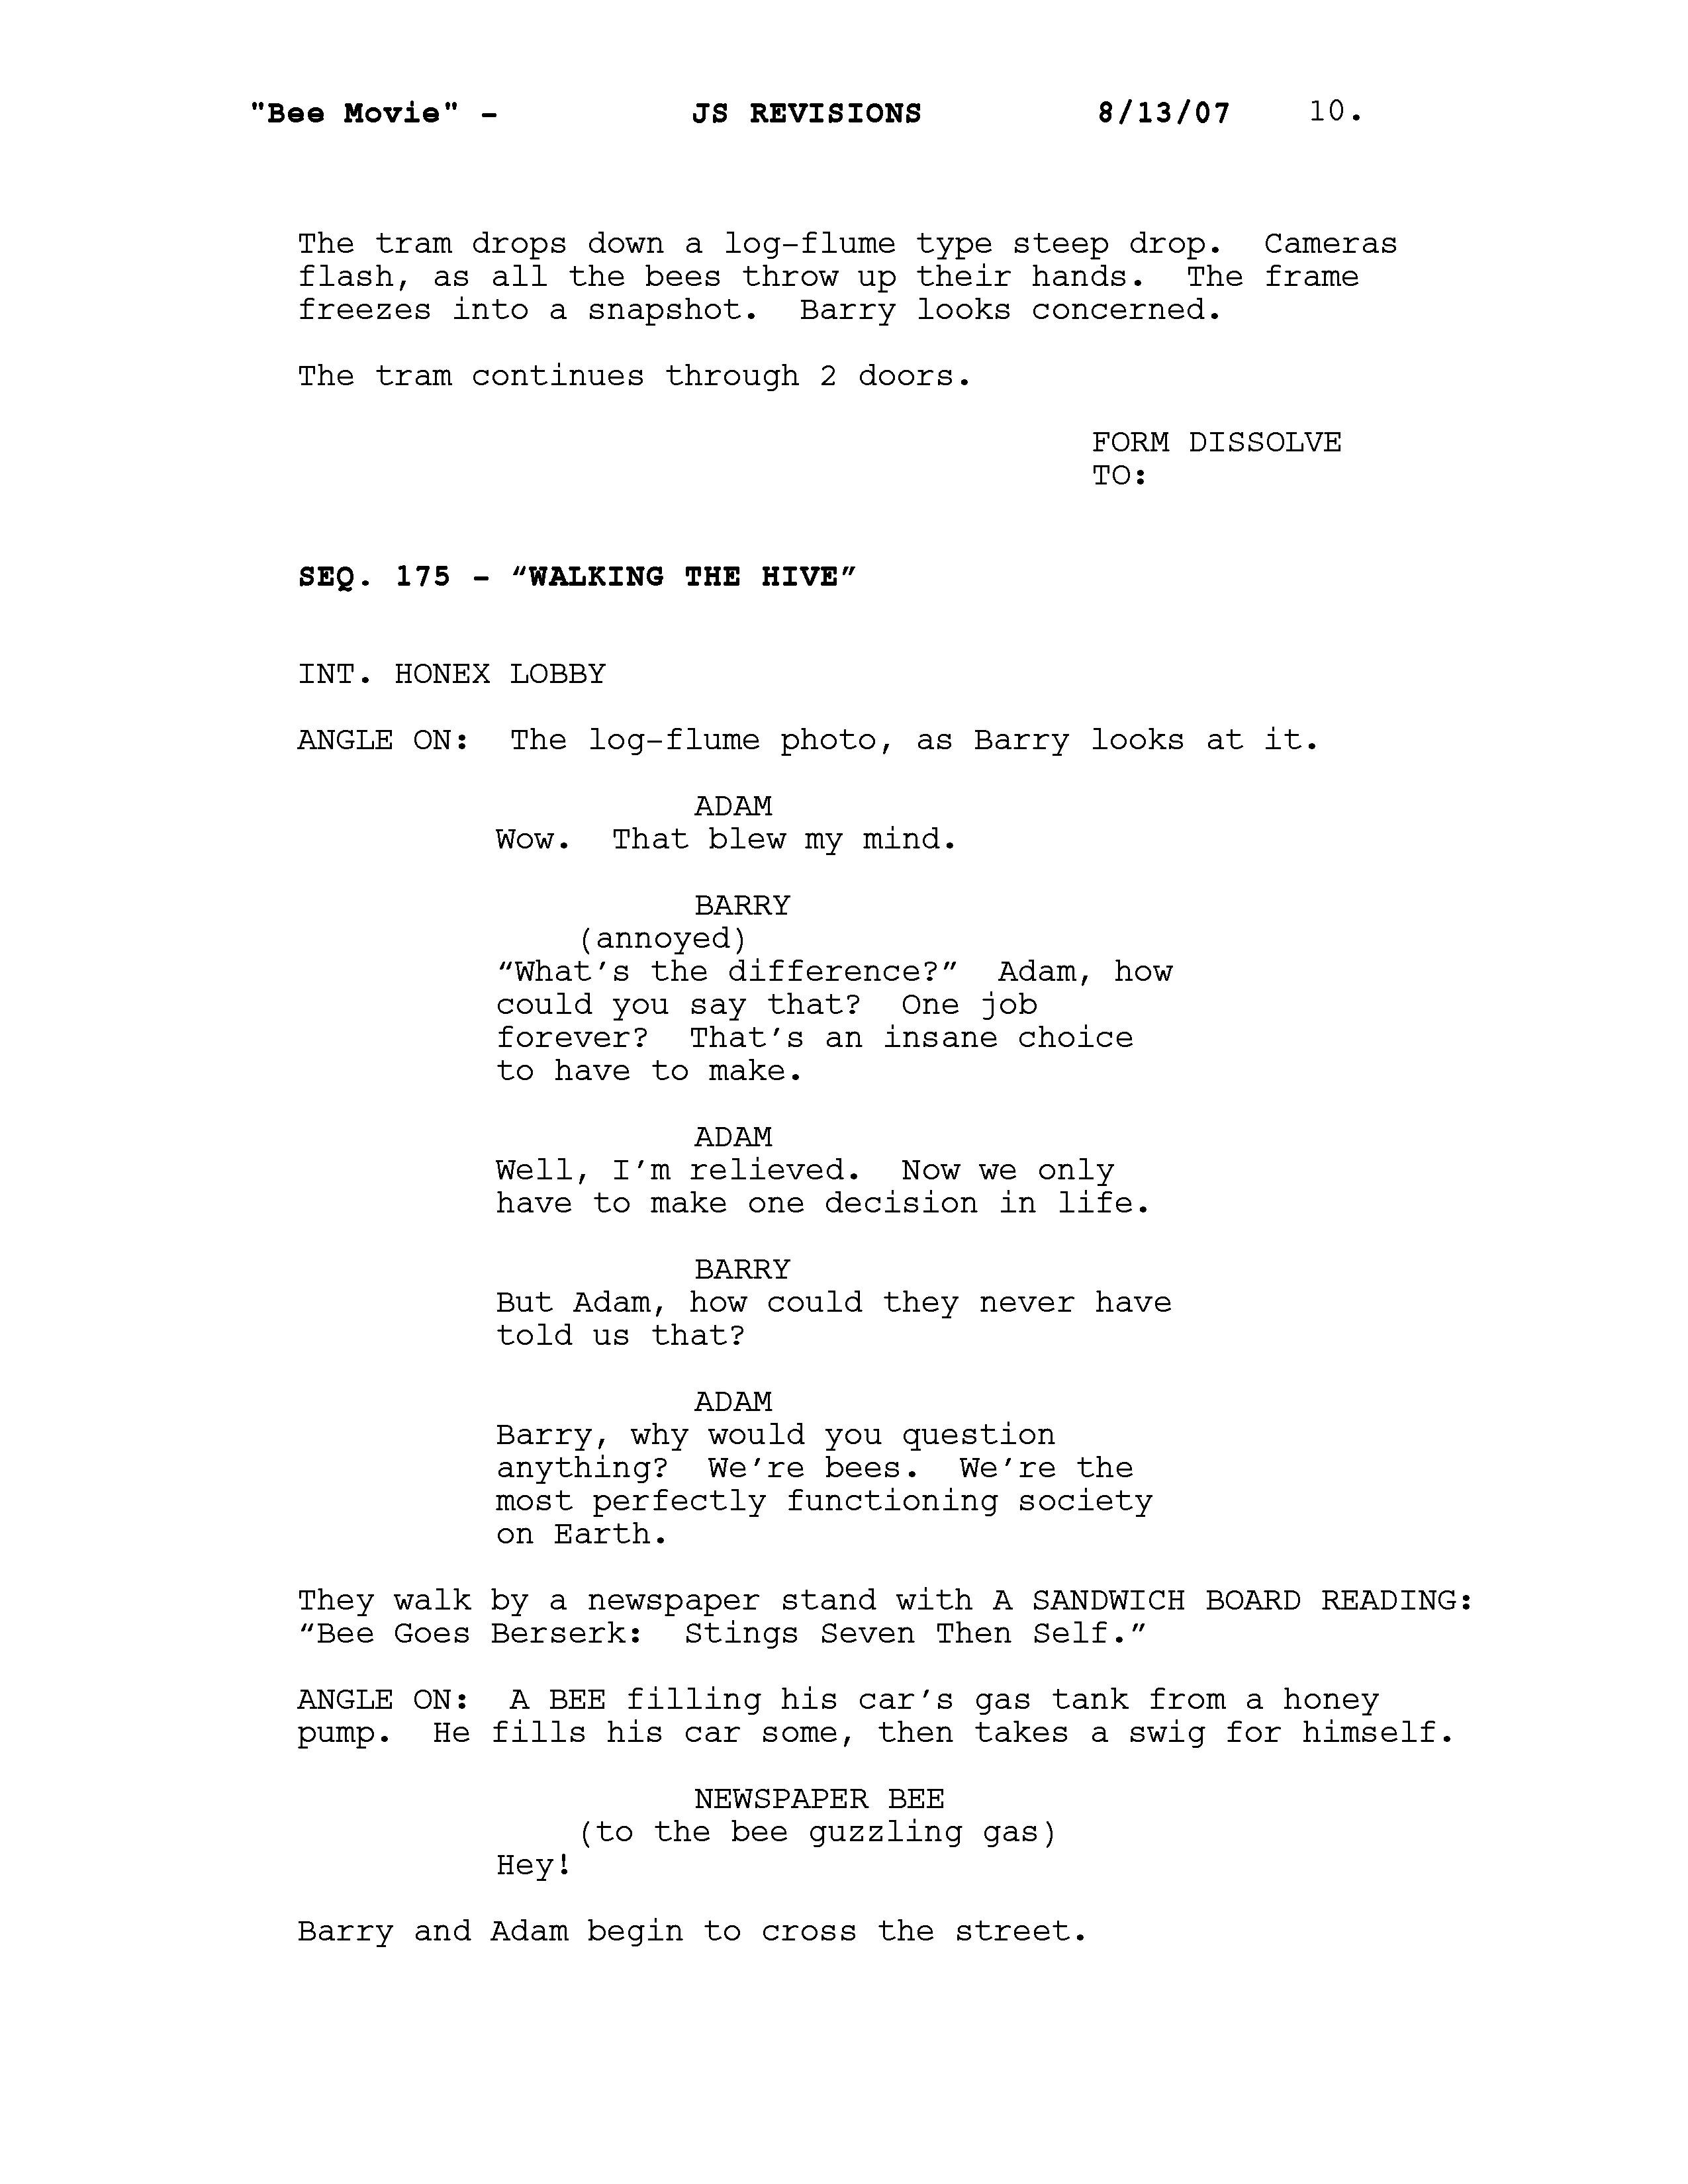 "Bee Movie" - JS REVISIONS 8/13/07 10.
The tram drops down a log-flume type steep drop.  Cameras
flash, as all the bees throw up their hands.  The frame
freezes into a snapshot.  Barry looks concerned.
The tram continues through 2 doors.
FORM DISSOLVE
TO:
SEQ. 175 - “WALKING THE HIVE”
INT. HONEX LOBBY
ANGLE ON:  The log-flume photo, as Barry looks at it.
ADAM
Wow.  That blew my mind.
BARRY
(annoyed)
“What’s the difference?”  Adam, how
could you say that?  One job
forever?  That’s an insane choice
to have to make.
ADAM
Well, I’m relieved.  Now we only
have to make one decision in life.
BARRY
But Adam, how could they never have
told us that?
ADAM
Barry, why would you question
anything?  We’re bees.  We’re the
most perfectly functioning society
on Earth.
They walk by a newspaper stand with A SANDWICH BOARD READING:
“Bee Goes Berserk:  Stings Seven Then Self.”
ANGLE ON:  A BEE filling his car’s gas tank from a honey
pump.  He fills his car some, then takes a swig for himself.
NEWSPAPER BEE
(to the bee guzzling gas)
Hey!
Barry and Adam begin to cross the street.